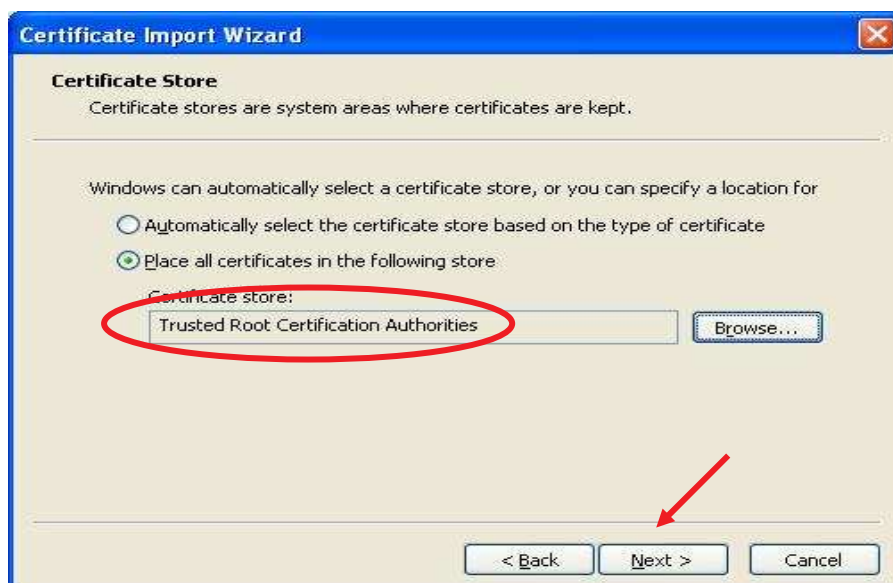 Certificate Import Wizard
Certificate Store
Certificate stores are system areas where certificates are kept.
Windows can automatically select a certificate store, or you can specify a location for
Automatically select the certificate store based on the type of certificate
Place all certificates in the following store
Certificate store:
Trusted Root Certification Authorities
Browse...
< Back
Next >
Cancel